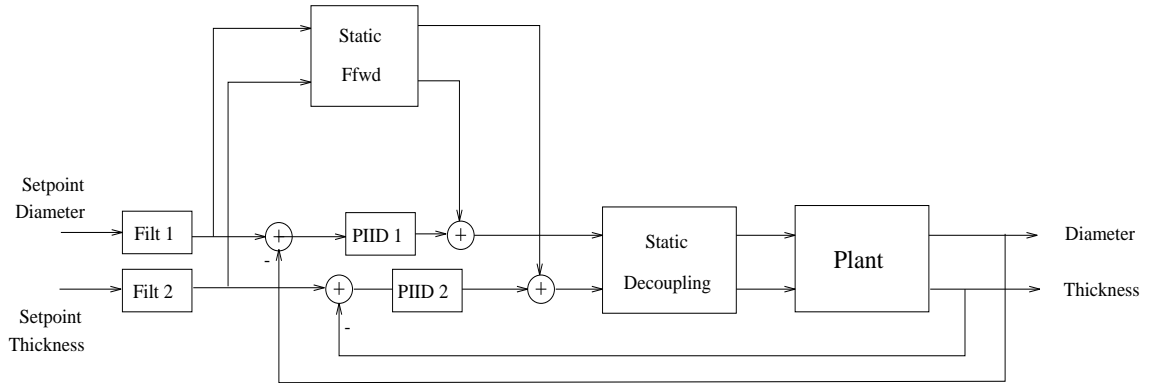 Static
Ffwd
Setpoint
Diameter
Filt 1
+
-
PIID 1
+
Static
Decoupling
Plant
Diameter
Filt 2
+
-
PIID 2
+
Thickness
Setpoint
Thickness